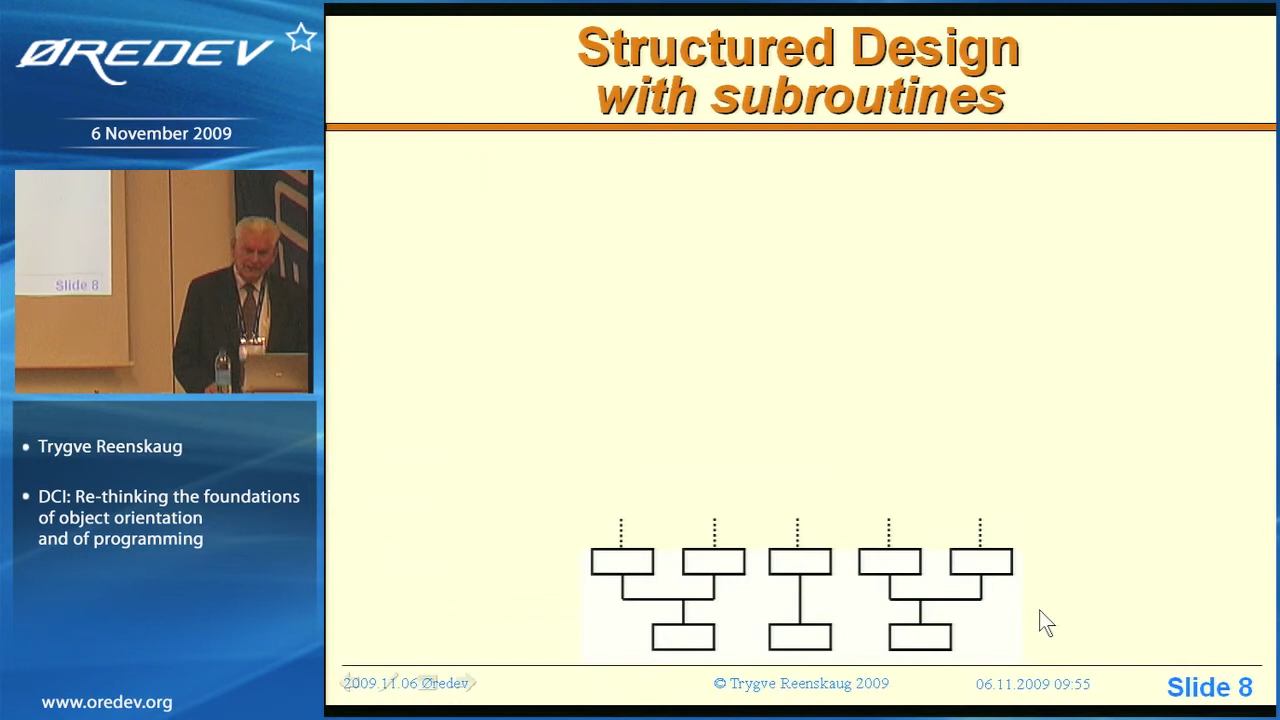 ØREDEV
6 November 2009
Slide 8
Trygve Reenskaug
DCI: Re-thinking the foundations
of object orientation
and of programming
www.oredev.org
Structured Design
with subroutines
2009.11.06 Øredev
© Trygve Reenskaug 2009
06.11.2009 09:55
Slide 8